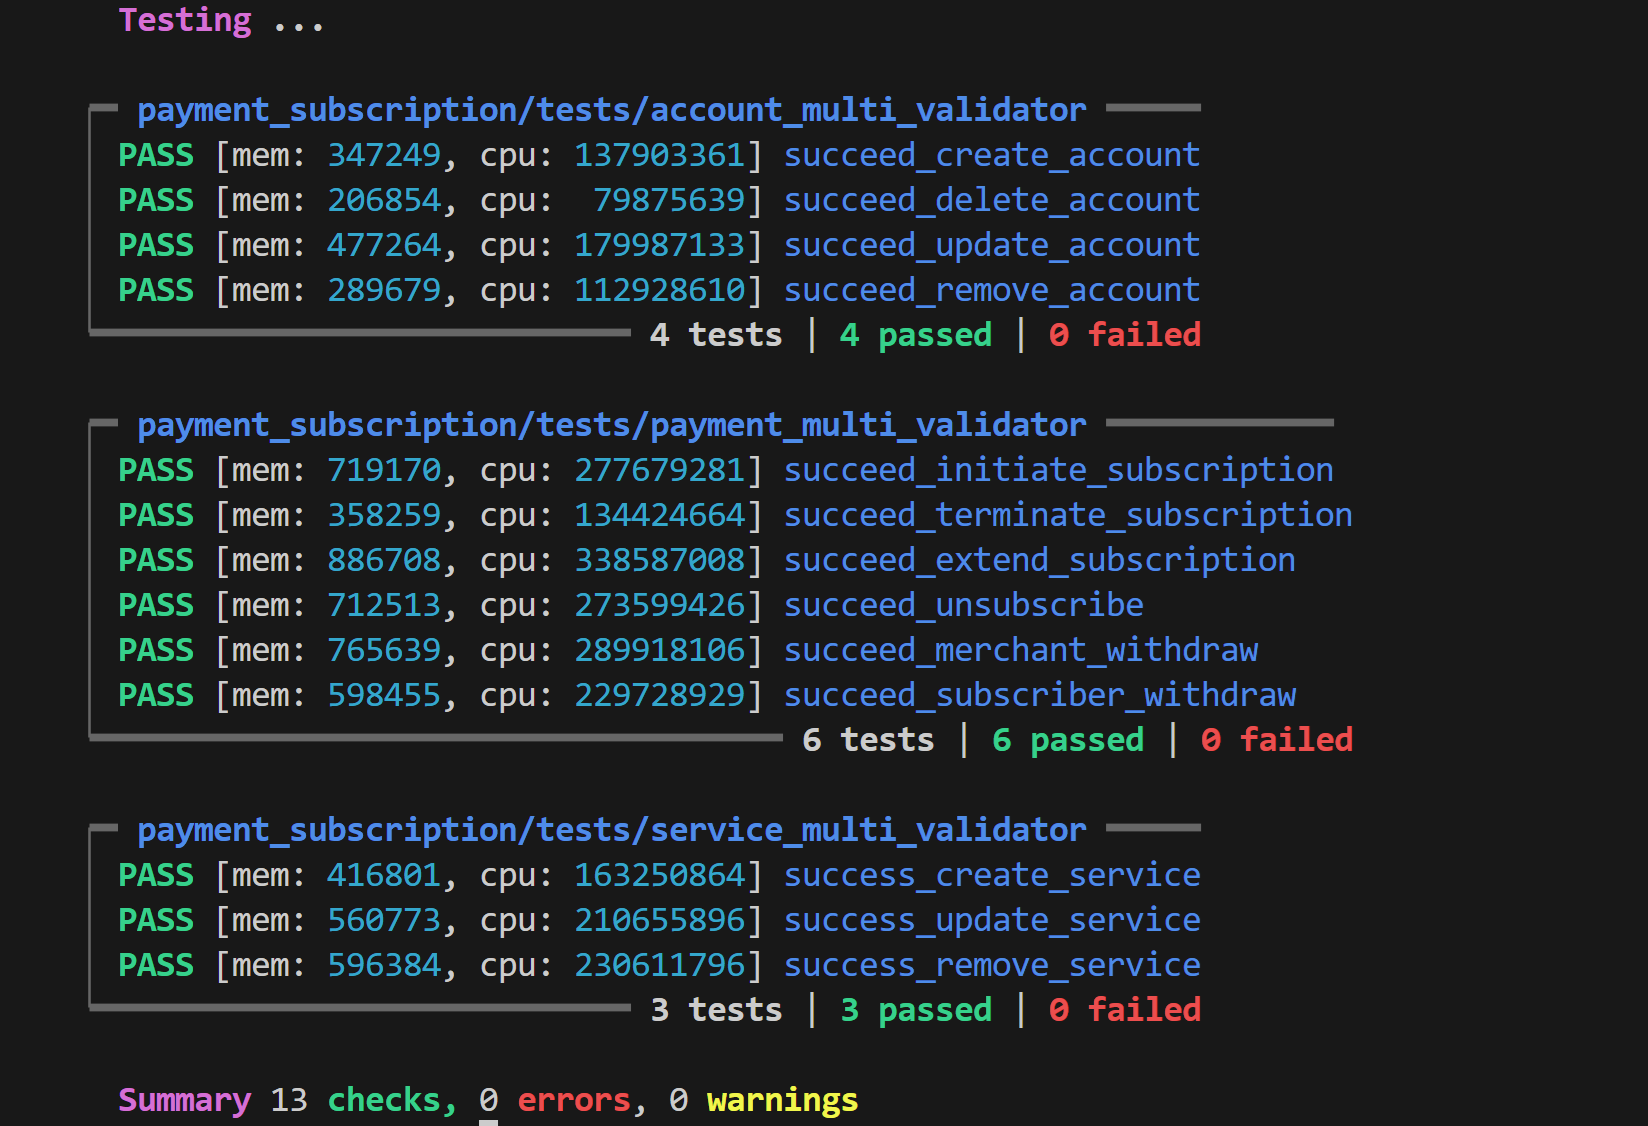 Testing ...
payment_subscription/tests/account_multi_validator
PASS [mem: 347249, cpu: 137903361] succeed_create_account
PASS [mem: 206854, cpu:  79875639] succeed_delete_account
PASS [mem: 477264, cpu: 179987133] succeed_update_account
PASS [mem: 289679, cpu: 112928610] succeed_remove_account
4 tests | 4 passed | 0 failed
payment_subscription/tests/payment_multi_validator
PASS [mem: 719170, cpu: 277679281] succeed_initiate_subscription
PASS [mem: 358259, cpu: 134424664] succeed_terminate_subscription
PASS [mem: 886708, cpu: 338587008] succeed_extend_subscription
PASS [mem: 712513, cpu: 273599426] succeed_unsubscribe
PASS [mem: 765639, cpu: 289918106] succeed_merchant_withdraw
PASS [mem: 598455, cpu: 229728929] succeed_subscriber_withdraw
6 tests | 6 passed | 0 failed
payment_subscription/tests/service_multi_validator
PASS [mem: 416801, cpu: 163250864] success_create_service
PASS [mem: 560773, cpu: 210655896] success_update_service
PASS [mem: 596384, cpu: 230611796] success_remove_service
3 tests | 3 passed | 0 failed
Summary 13 checks, 0 errors, 0 warnings